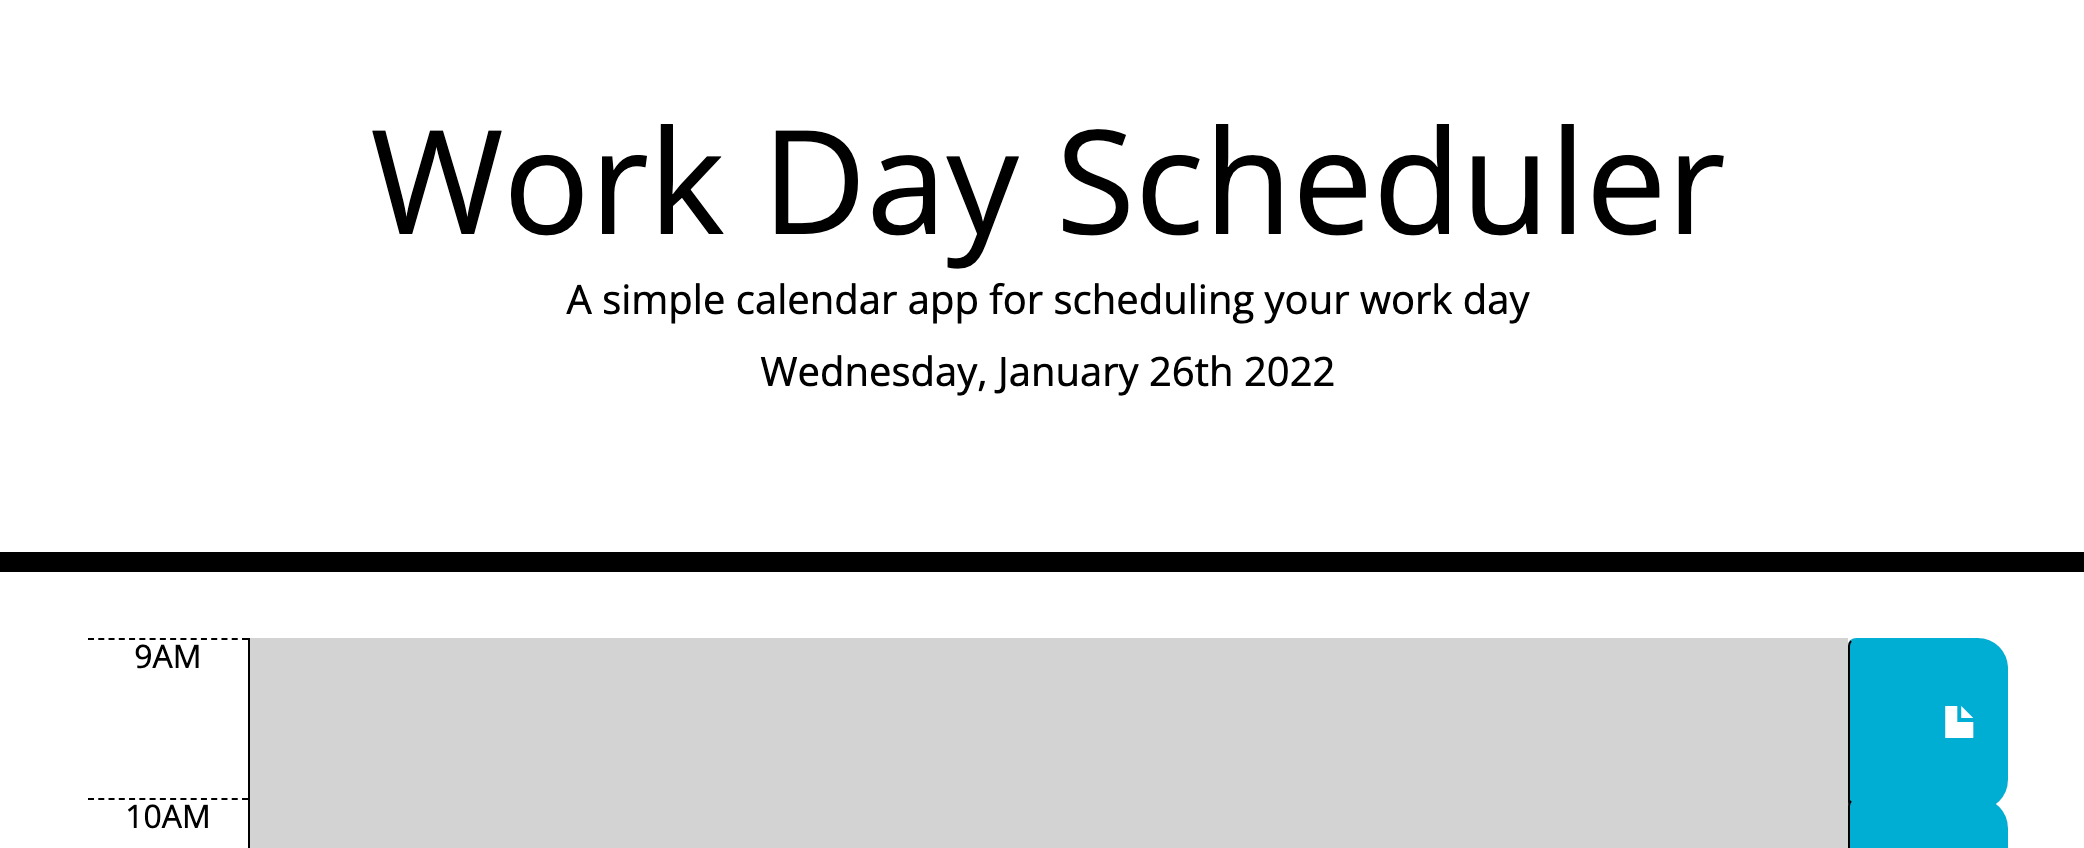 Work Day Scheduler
A simple calendar app for scheduling your work day
Wednesday, January 26th 2022
9AM
10AM